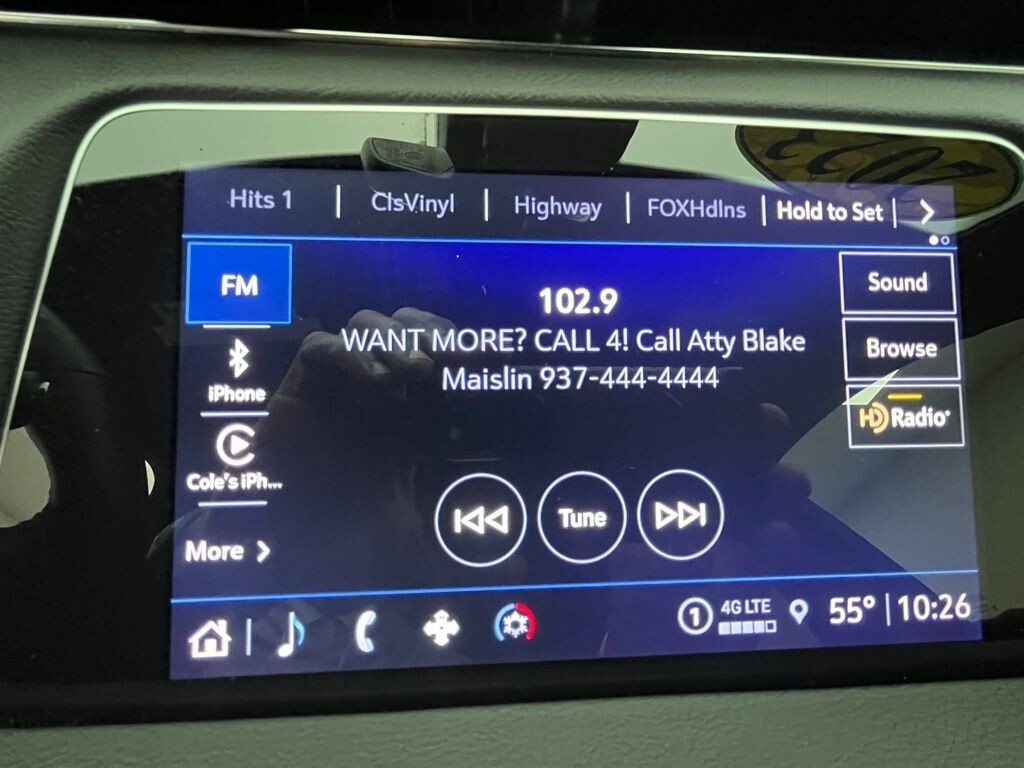 Hits 1 | ClsVinyl | Highway | FOXHdlns | Hold to Set |
FM
102.9
Sound
WANT MORE? CALL 4! Call Atty Blake
Maislin 937-444-4444
Browse
iPhone
HD Radio
Cole's iPh...
Tune
More
1 4G LTE 55° | 10:26